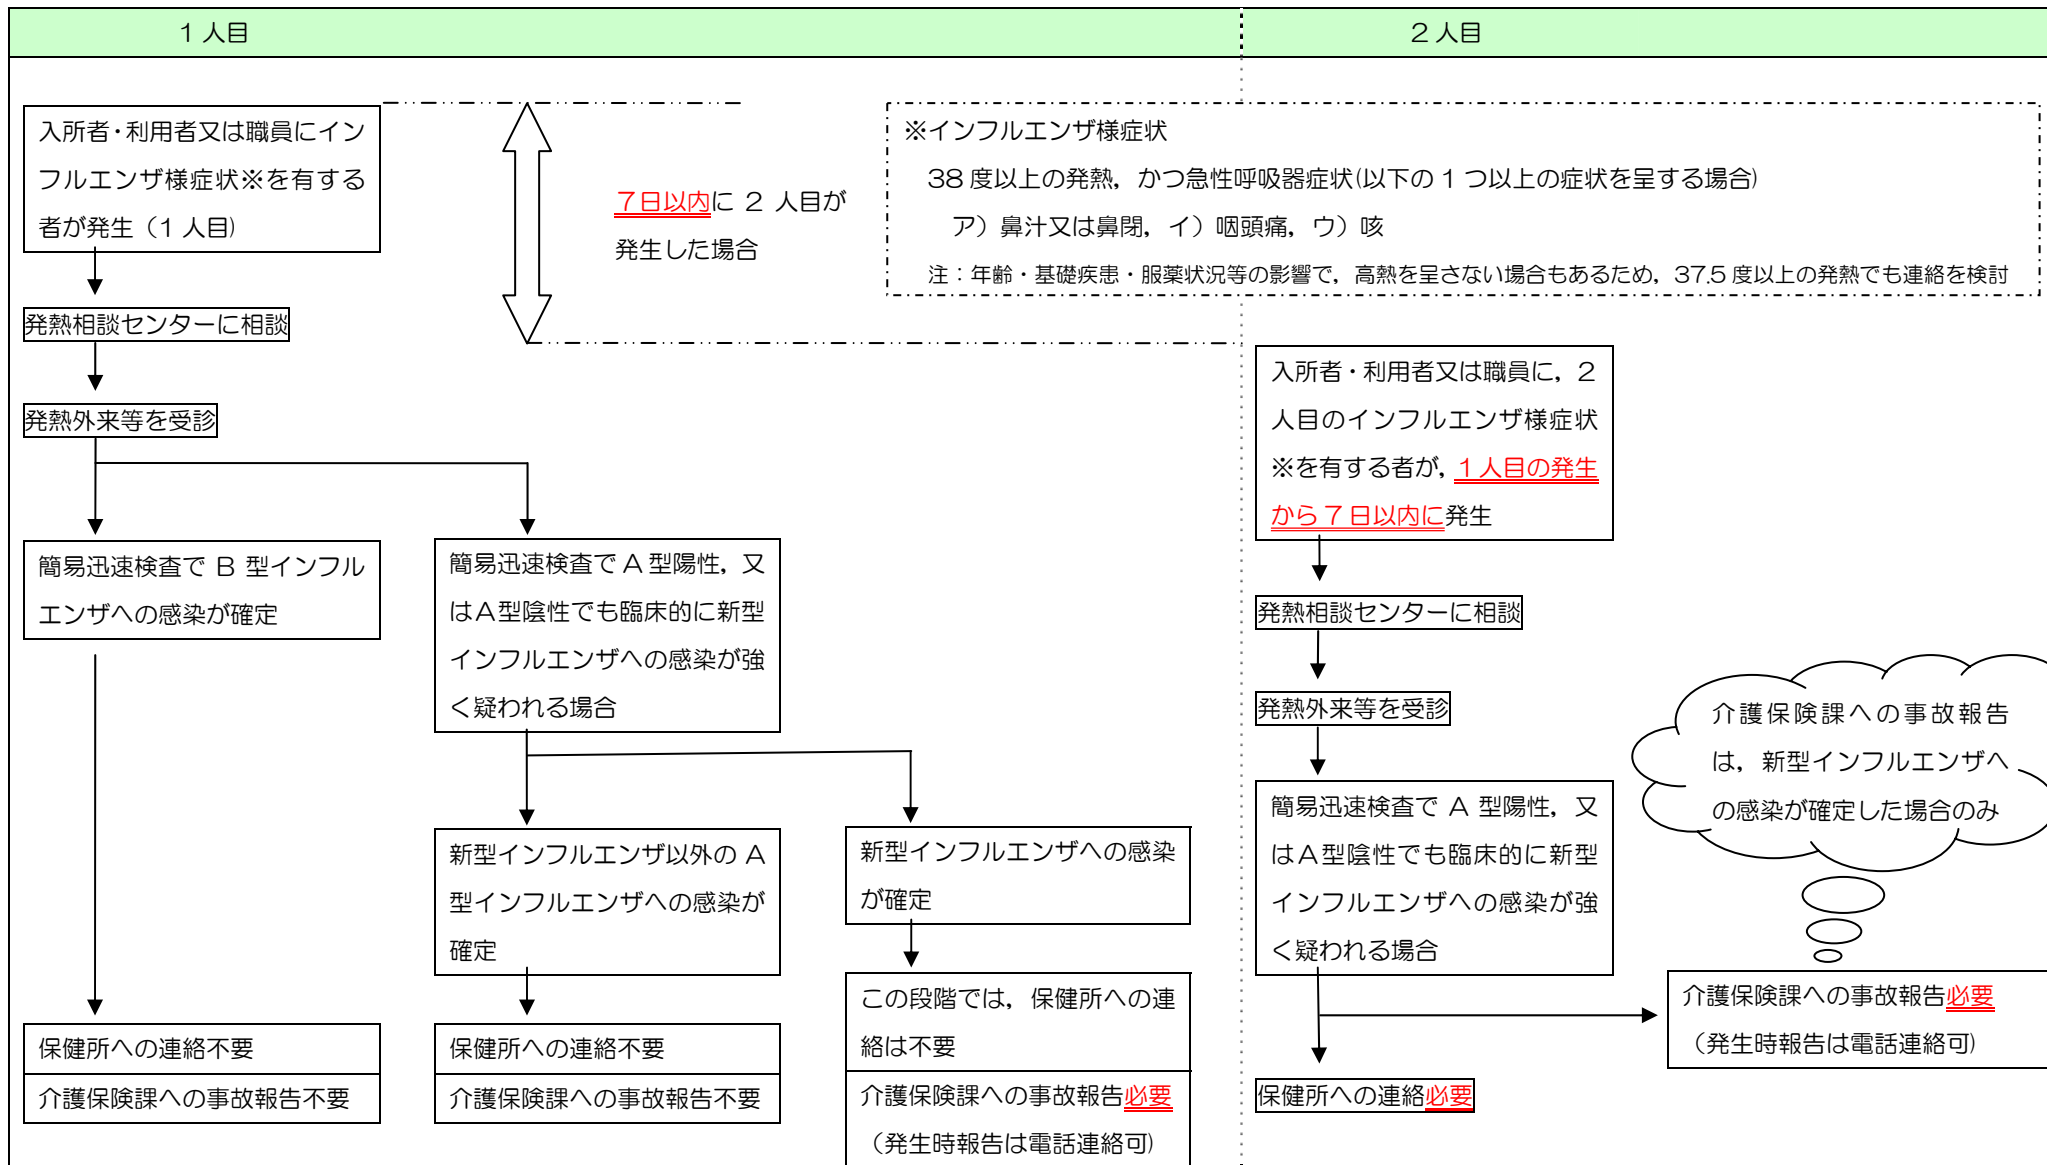 1人目
2人目
入所者・利用者又は職員にイン
フルエンザ様症状※を有する
者が発生（1人目）
7日以内に 2 人目が
発生した場合
※インフルエンザ様症状
38度以上の発熱，かつ急性呼吸器症状(以下の1つ以上の症状を呈する場合)
ア）鼻汁又は鼻閉，イ）咽頭痛，ウ）咳
注：年齢・基礎疾患・服薬状況等の影響で，高熱を呈さない場合もあるため，37.5度以上の発熱でも連絡を検討
発熱相談センターに相談
発熱外来等を受診
簡易迅速検査で B 型インフル
エンザへの感染が確定
簡易迅速検査でA型陽性，又
はA型陰性でも臨床的に新型
インフルエンザへの感染が強
く疑われる場合
新型インフルエンザ以外の A
型インフルエンザへの感染が
確定
新型インフルエンザへの感染
が確定
保健所への連絡不要
介護保険課への事故報告不要
保健所への連絡不要
介護保険課への事故報告不要
この段階では，保健所への連
絡は不要
介護保険課への事故報告必要
（発生時報告は電話連絡可）
入所者・利用者又は職員に，2
人目のインフルエンザ様症状
※を有する者が，1人目の発生
から7日以内に発生
発熱相談センターに相談
発熱外来等を受診
簡易迅速検査で A 型陽性，又
はA型陰性でも臨床的に新型
インフルエンザへの感染が強
く疑われる場合
保健所への連絡必要
介護保険課への事故報告
は，新型インフルエンザへ
の感染が確定した場合のみ
介護保険課への事故報告必要
（発生時報告は電話連絡可）